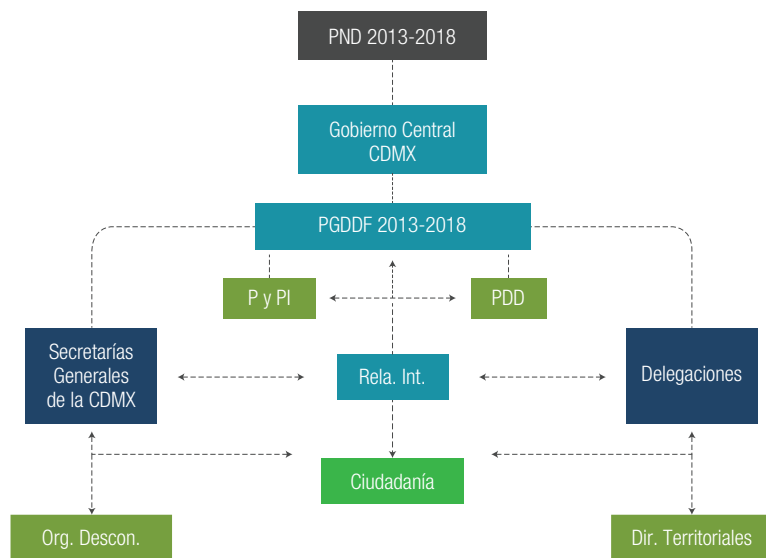 PND 2013-2018
Gobierno Central
CDMX
PGDDF 2013-2018
P y PI
PDD
Secretarías
Generales
de la CDMX
Rela. Int.
Delegaciones
Ciudadanía
Org. Descon.
Dir. Territoriales